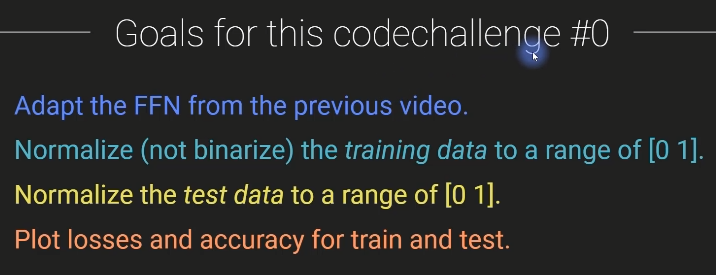 Goals for this codechallenge #0
Adapt the FFN from the previous video.
Normalize (not binarize) the training data to a range of [0 1].
Normalize the test data to a range of [0 1].
Plot losses and accuracy for train and test.